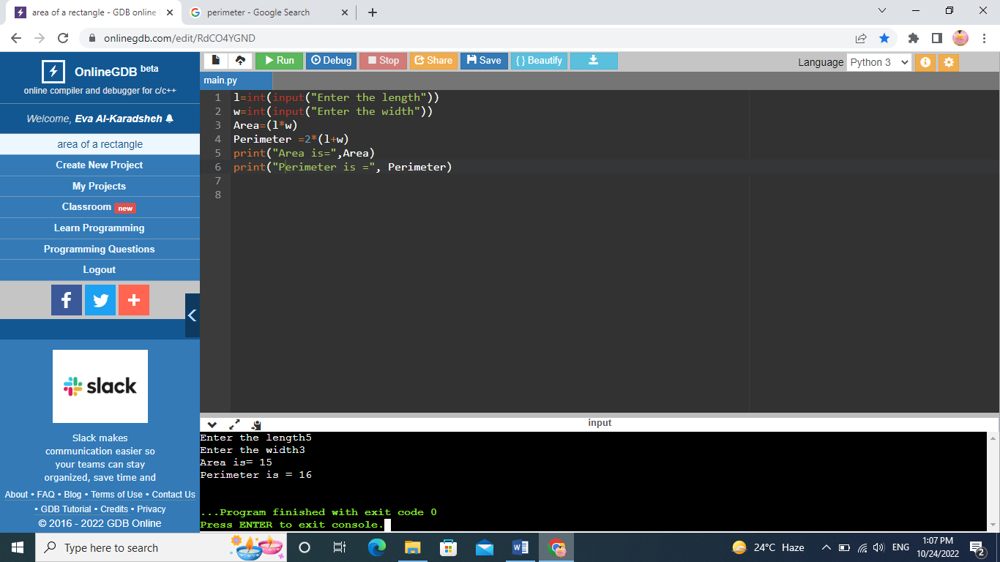 area of a rectangle - GDB online
perimeter - Google Search
onlinegdb.com/edit/RdCO4YGND
OnlineGDB beta
online compiler and debugger for c/c++
Welcome, Eva Al-Karadsheh
area of a rectangle
Create New Project
My Projects
Classroom new
Learn Programming
Programming Questions
Logout
slack
Slack makes
communication easier so
your teams can stay
organized, save time and
About • FAQ • Blog • Terms of Use • Contact Us
• GDB Tutorial • Credits • Privacy
© 2016 - 2022 GDB Online
Run Debug Stop Share Save { } Beautify
Language Python 3
main.py
1 l=int(input("Enter the length"))
2 w=int(input("Enter the width"))
3 Area=(l*w)
4 Perimeter =2*(l+w)
5 print("Area is=",Area)
6 print("Perimeter is =", Perimeter)
7
8
input
Enter the length5
Enter the width3
Area is= 15
Perimeter is = 16
...Program finished with exit code 0
Press ENTER to exit console.
Type here to search
24°C Haze
ENG
1:07 PM
10/24/2022
2